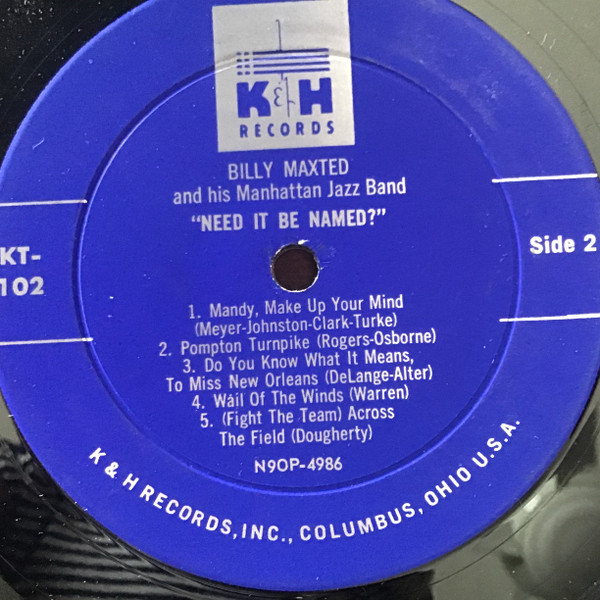 K & H
RECORDS
BILLY MAXTED
and his Manhattan Jazz Band
"NEED IT BE NAMED?"
KT-
102
Side 2
1. Mandy, Make Up Your Mind
(Meyer-Johnston-Clark-Turke)
2. Pompton Turnpike (Rogers-Osborne)
3. Do You Know What It Means,
To Miss New Orleans (DeLange-Alter)
4. Wail Of The Winds (Warren)
5. (Fight The Team) Across
The Field (Dougherty)
N9OP-4986
K & H RECORDS, INC., COLUMBUS, OHIO U.S.A.